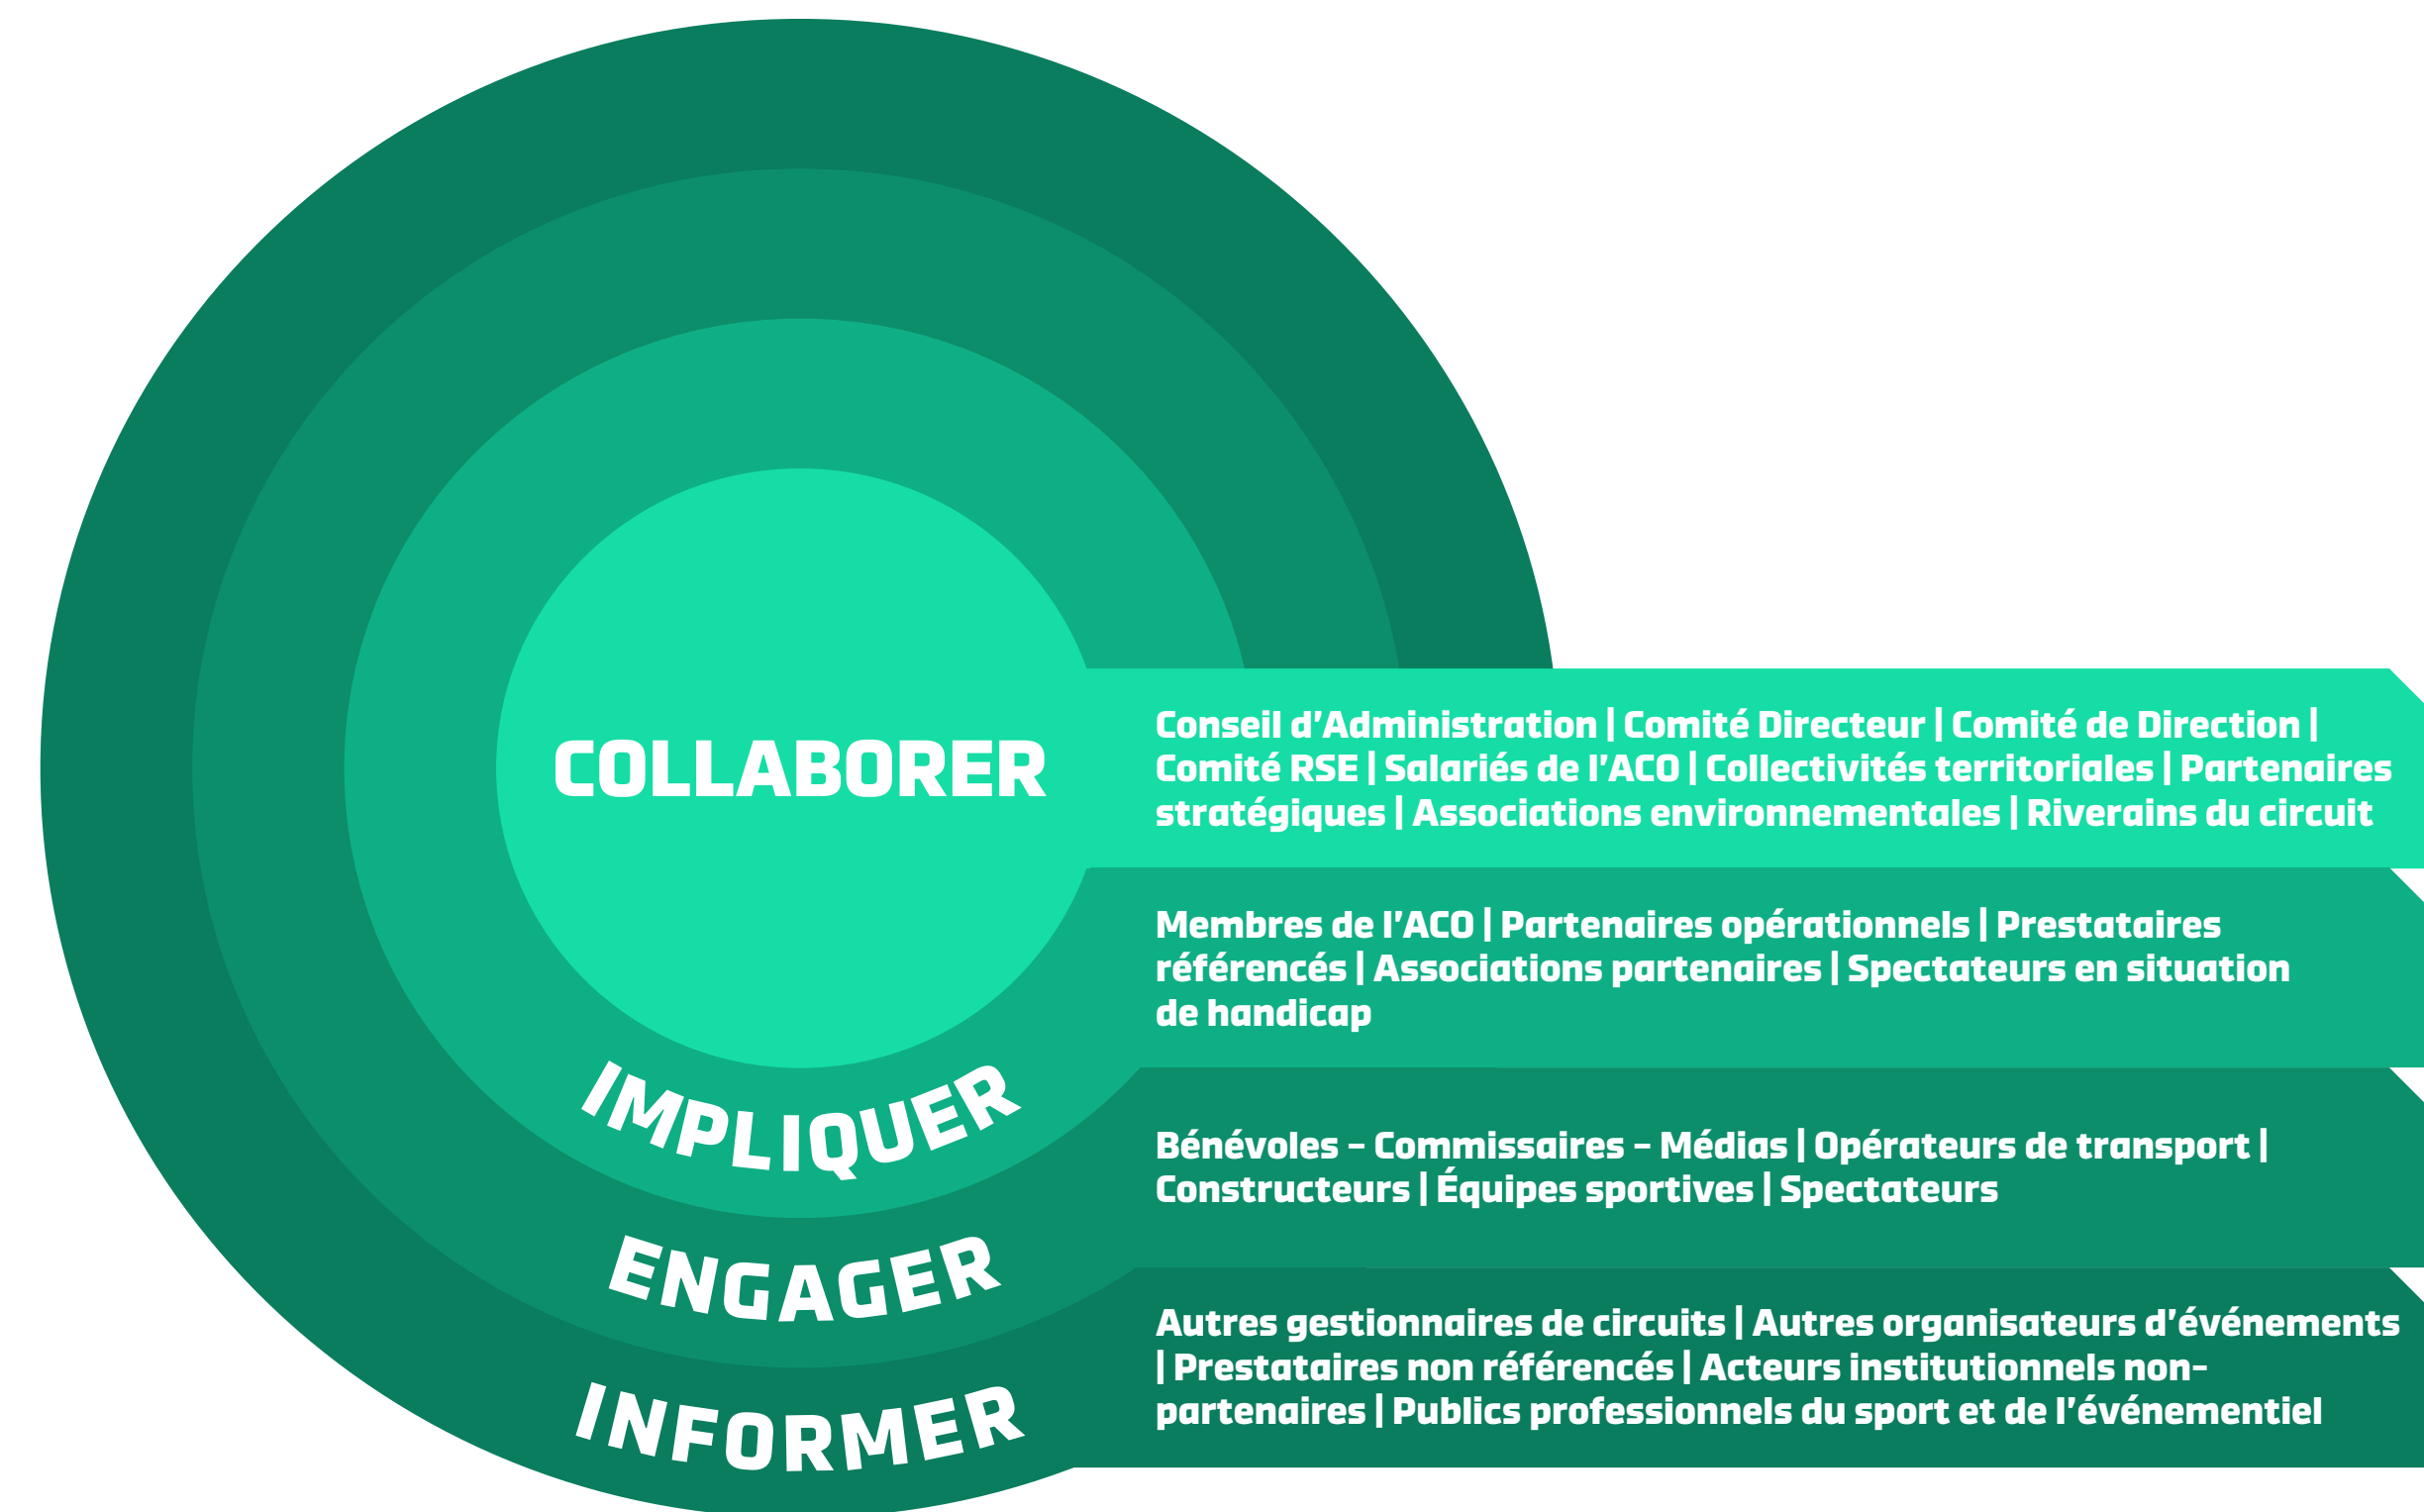 COLLABORER
Conseil d’Administration | Comité Directeur | Comité de Direction |
Comité RSE | Salariés de l’ACO | Collectivités territoriales | Partenaires
stratégiques | Associations environnementales | Riverains du circuit
IMPLIQUER
Membres de l’ACO | Partenaires opérationnels | Prestataires
référencés | Associations partenaires | Spectateurs en situation
de handicap
ENGAGER
Bénévoles – Commissaires – Médias | Opérateurs de transport |
Constructeurs | Équipes sportives | Spectateurs
INFORMER
Autres gestionnaires de circuits | Autres organisateurs d’événements
| Prestataires non référencés | Acteurs institutionnels non-
partenaires | Publics professionnels du sport et de l’événementiel